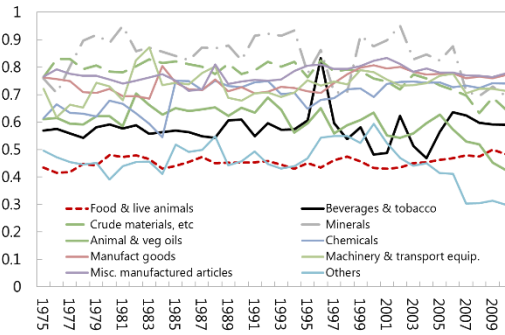 1
0.9
0.8
0.7
0.6
0.5
0.4
0.3
0.2
0.1
0
Food & live animals
Beverages & tobacco
Crude materials, etc
Minerals
Animal & veg oils
Chemicals
Manufact goods
Machinery & transport equip.
Misc. manufactured articles
Others
1975
1977
1979
1981
1983
1985
1987
1989
1991
1993
1995
1997
1999
2001
2003
2005
2007
2009